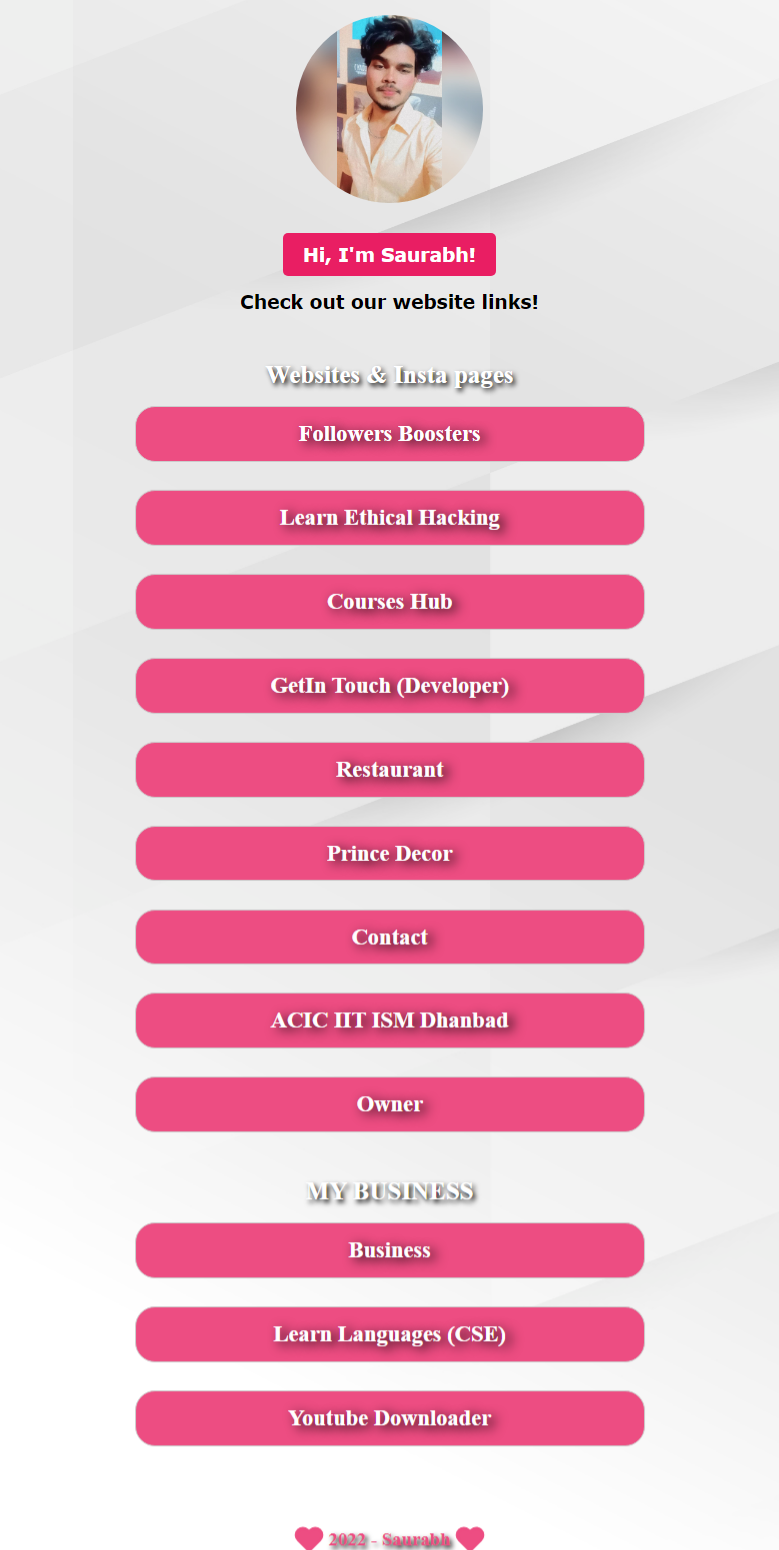 Hi, I'm Saurabh!
Check out our website links!
Websites & Insta pages
Followers Boosters
Learn Ethical Hacking
Courses Hub
GetIn Touch (Developer)
Restaurant
Prince Decor
Contact
ACIC IIT ISM Dhanbad
Owner
MY BUSINESS
Business
Learn Languages (CSE)
Youtube Downloader
2022 - Saurabh